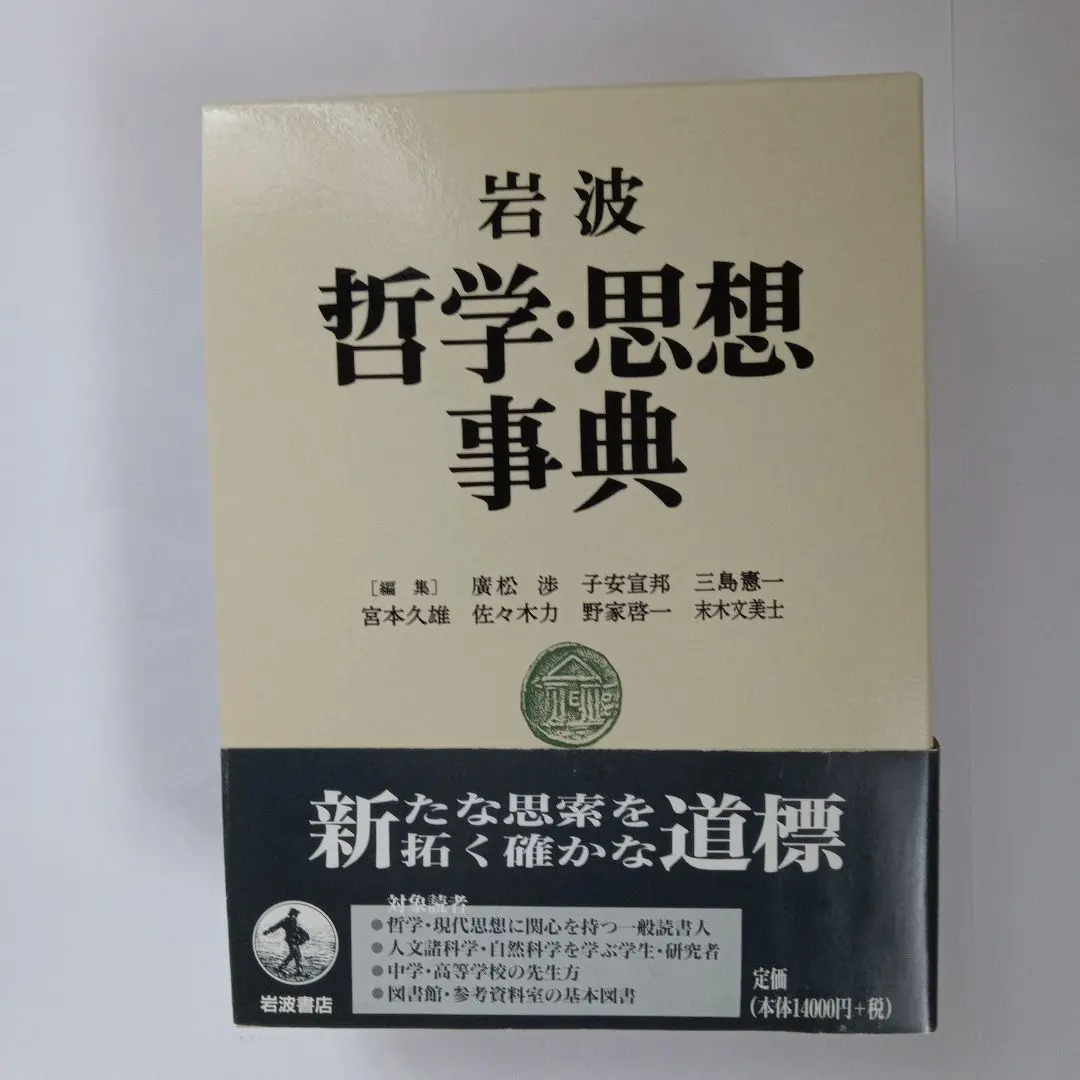 岩波
哲学・思想
事典
［編　集］　廣松　渉　子安宣邦　三島憲一
宮本久雄　佐々木力　野家啓一　末木文美士
新たな思索を
拓く確かな道標
対象読者
●哲学・現代思想に関心を持つ一般読書人
●人文諸科学・自然科学を学ぶ学生・研究者
●中学・高等学校の先生方
●図書館・参考資料室の基本図書
岩波書店
定価
（本体14000円＋税）